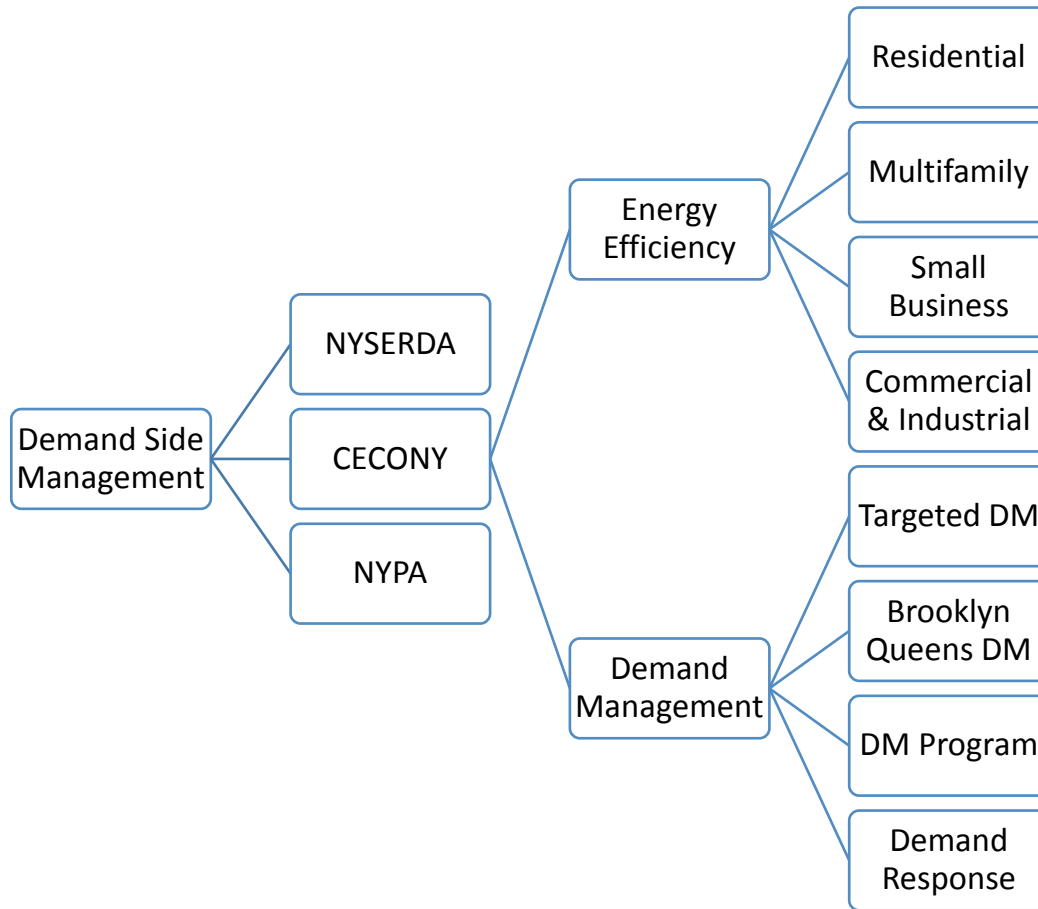 Demand Side
Management
NYSERDA
CECONY
NYPA
Energy
Efficiency
Demand
Management
Residential
Multifamily
Small
Business
Commercial
& Industrial
Targeted DM
Brooklyn
Queens DM
DM Program
Demand
Response